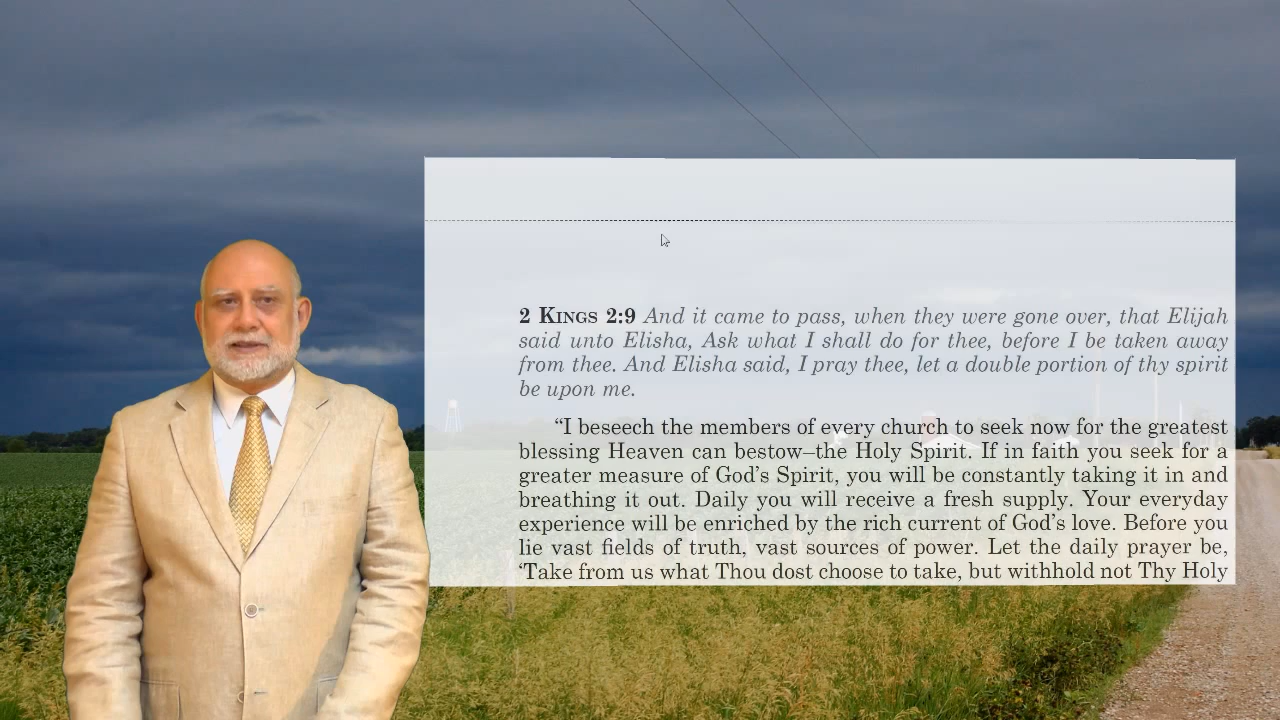 2 Kings 2:9 And it came to pass, when they were gone over, that Elijah
said unto Elisha, Ask what I shall do for thee, before I be taken away
from thee. And Elisha said, I pray thee, let a double portion of thy spirit
be upon me.
“I beseech the members of every church to seek now for the greatest
blessing Heaven can bestow–the Holy Spirit. If in faith you seek for a
greater measure of God’s Spirit, you will be constantly taking it in and
breathing it out. Daily you will receive a fresh supply. Your everyday
experience will be enriched by the rich current of God’s love. Before you
lie vast fields of truth, vast sources of power. Let the daily prayer be,
‘Take from us what Thou dost choose to take, but withhold not Thy Holy